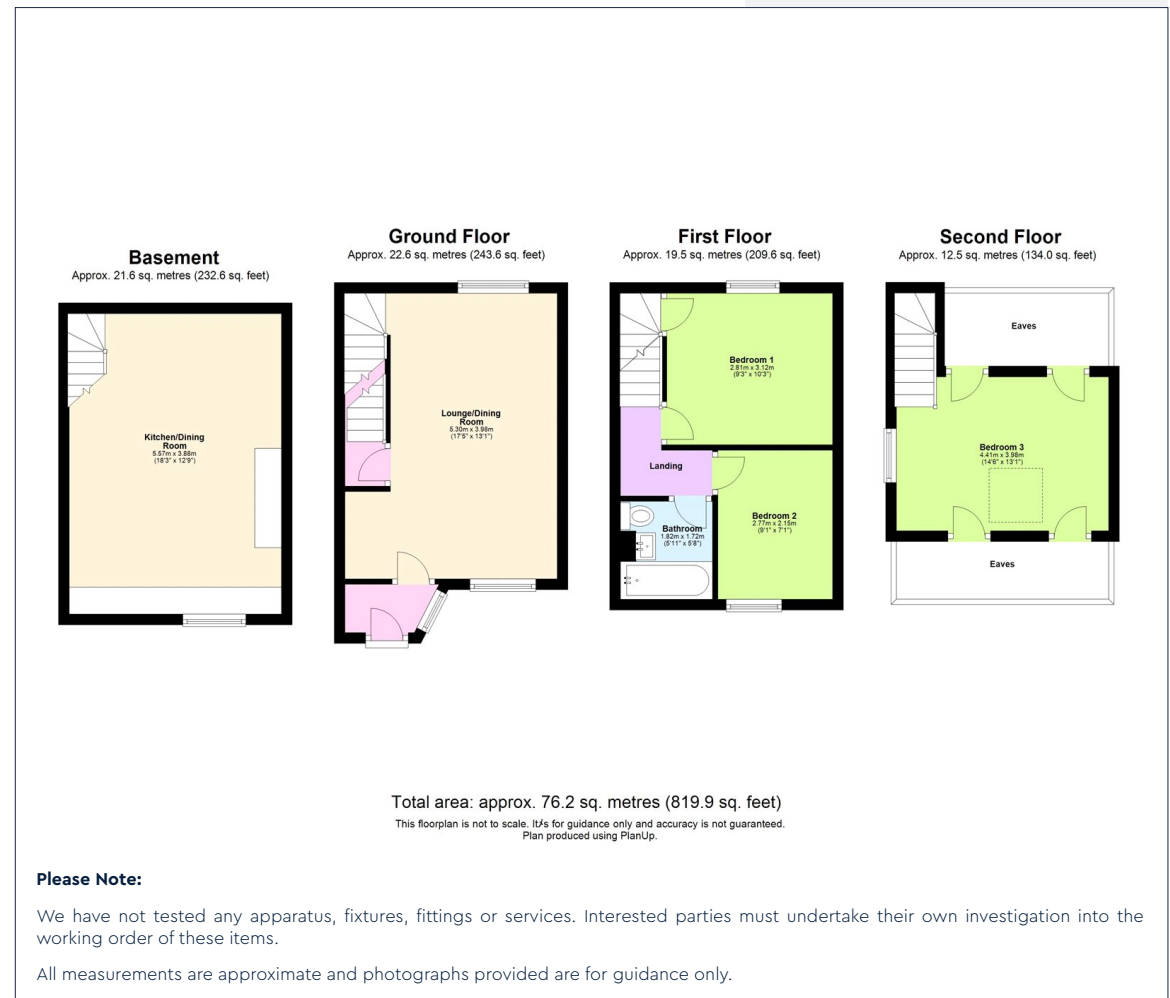 Basement
Approx. 21.6 sq. metres (232.6 sq. feet)
Kitchen/Dining
Room
5.57m x 3.88m
(18'3" x 12'9")
Ground Floor
Approx. 22.6 sq. metres (243.6 sq. feet)
Lounge/Dining
Room
5.30m x 3.98m
(17'5" x 13'1")
First Floor
Approx. 19.5 sq. metres (209.6 sq. feet)
Bedroom 1
2.81m x 3.12m
(9'3" x 10'3")
Landing
Bedroom 2
2.77m x 2.15m
(9'1" x 7'1")
Bathroom
1.82m x 1.72m
(5'11" x 5'8")
Second Floor
Approx. 12.5 sq. metres (134.0 sq. feet)
Eaves
Bedroom 3
4.41m x 3.98m
(14'6" x 13'1")
Eaves
Total area: approx. 76.2 sq. metres (819.9 sq. feet)
This floorplan is not to scale. It's for guidance only and accuracy is not guaranteed.
Plan produced using PlanUp.
Please Note:
We have not tested any apparatus, fixtures, fittings or services. Interested parties must undertake their own investigation into the
working order of these items.
All measurements are approximate and photographs provided are for guidance only.